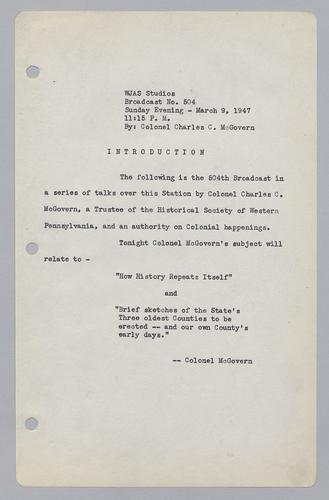 WJAS Studios
Broadcast No. 504
Sunday Evening - March 9, 1947
11:15 P. M.
By: Colonel Charles C. McGovern
INTRODUCTION
The following is the 504th Broadcast in
a series of talks over this Station by Colonel Charles C.
McGovern, a Trustee of the Historical Society of Western
Pennsylvania, and an authority on Colonial happenings.
Tonight Colonel McGovern's subject will
relate to -
"How History Repeats Itself"
and
"Brief sketches of the State's
Three oldest Counties to be
erected -- and our own County's
early days."
-- Colonel McGovern